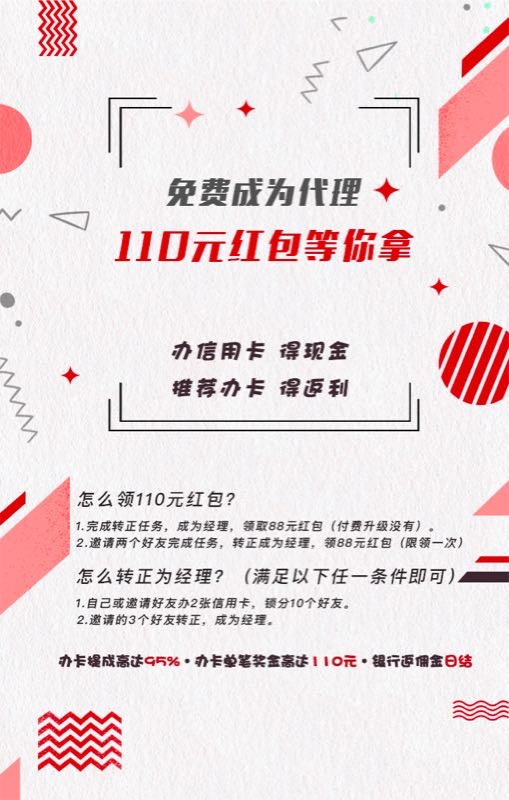 免费成为代理
110元红包等你拿
办信用卡 得现金
推荐办卡 得返利
怎么领110元红包？
1.完成转正任务，成为经理，领取88元红包（付费升级没有）。
2.邀请两个好友完成任务，转正成为经理，领88元红包（限领一次）
怎么转正为经理？（满足以下任一条件即可）
1.自己或邀请好友办2张信用卡，锁分10个好友。
2.邀请的3个好友转正，成为经理。
办卡提成高达95%·办卡单笔奖金高达110元·银行返佣金日结